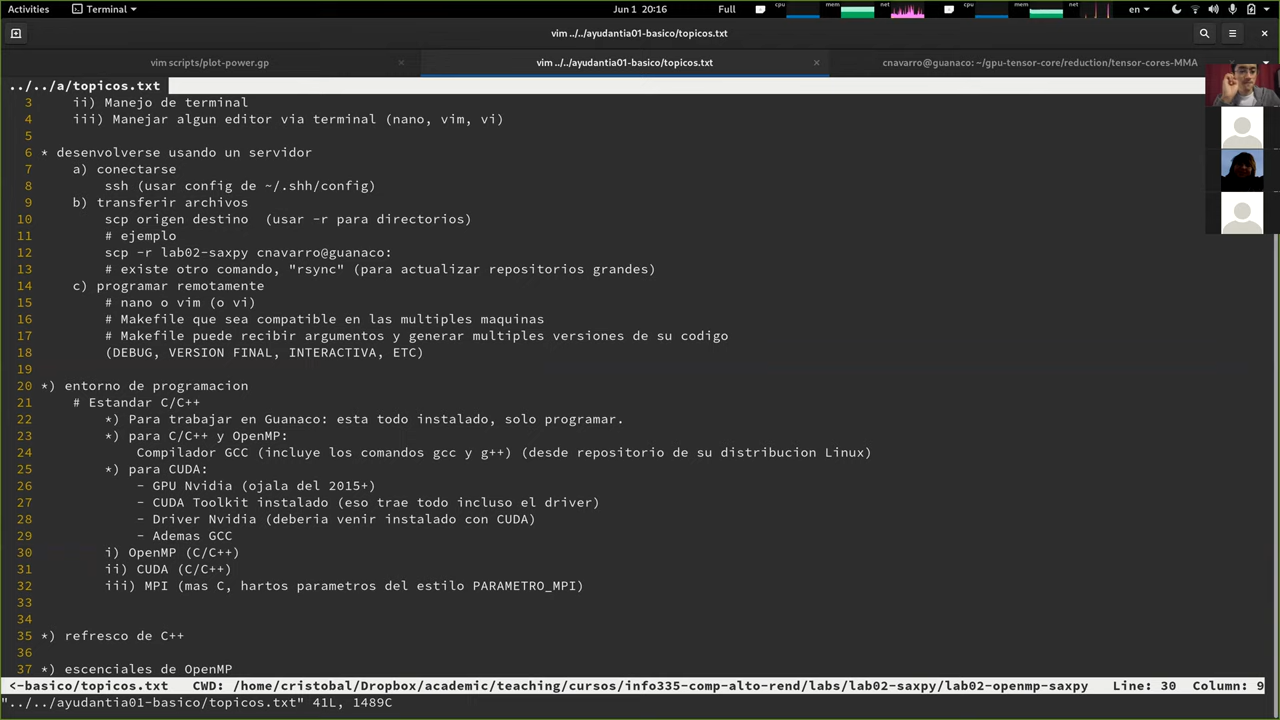 Activities Terminal Jun 1 20:16 Full cpu mem net cpu mem net en
vim ../../ayudantia01-basico/topicos.txt
vim scripts/plot-power.gp × vim ../../ayudantia01-basico/topicos.txt × cnavarro@guanaco: ~/gpu-tensor-core/reduction/tensor-cores-MMA
../../a/topicos.txt
3 ii) Manejo de terminal
4 iii) Manejar algun editor via terminal (nano, vim, vi)
5
6 * desenvolverse usando un servidor
7 a) conectarse
8 ssh (usar config de ~/.shh/config)
9 b) transferir archivos
10 scp origen destino (usar -r para directorios)
11 # ejemplo
12 scp -r lab02-saxpy cnavarro@guanaco:
13 # existe otro comando, "rsync" (para actualizar repositorios grandes)
14 c) programar remotamente
15 # nano o vim (o vi)
16 # Makefile que sea compatible en las multiples maquinas
17 # Makefile puede recibir argumentos y generar multiples versiones de su codigo
18 (DEBUG, VERSION FINAL, INTERACTIVA, ETC)
19
20 *) entorno de programacion
21 # Estandar C/C++
22 *) Para trabajar en Guanaco: esta todo instalado, solo programar.
23 *) para C/C++ y OpenMP:
24 Compilador GCC (incluye los comandos gcc y g++) (desde repositorio de su distribucion Linux)
25 *) para CUDA:
26 - GPU Nvidia (ojala del 2015+)
27 - CUDA Toolkit instalado (eso trae todo incluso el driver)
28 - Driver Nvidia (deberia venir instalado con CUDA)
29 - Ademas GCC
30 i) OpenMP (C/C++)
31 ii) CUDA (C/C++)
32 iii) MPI (mas C, hartos parametros del estilo PARAMETRO_MPI)
33
34
35 *) refresco de C++
36
37 *) escenciales de OpenMP
<-basico/topicos.txt CWD: /home/cristobal/Dropbox/academic/teaching/cursos/info335-comp-alto-rend/labs/lab02-saxpy/lab02-openmp-saxpy Line: 30 Column: 9
"../../ayudantia01-basico/topicos.txt" 41L, 1489C